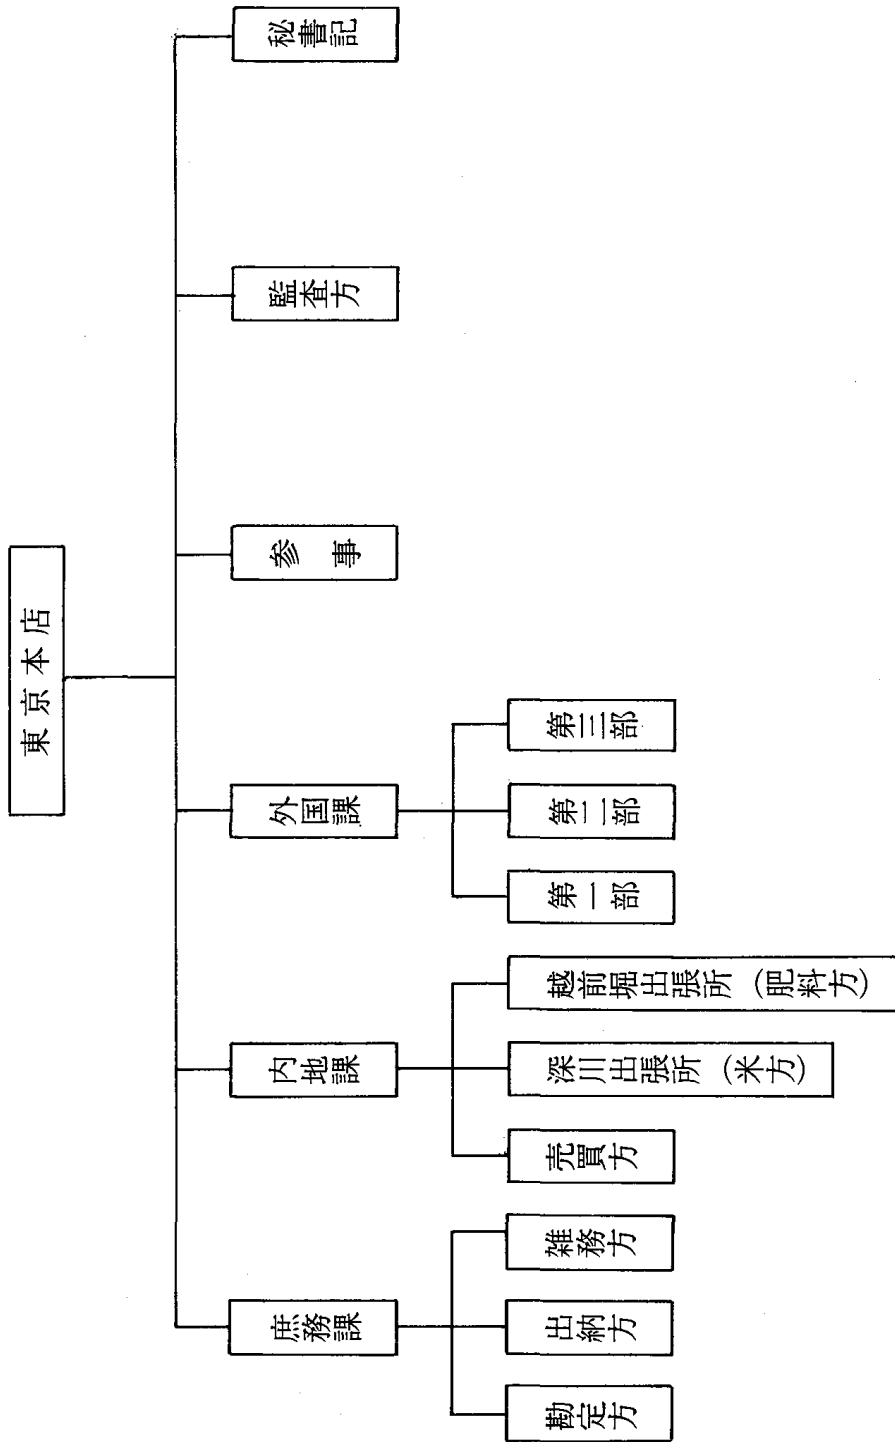 東京本店
秘書記
監査方
参事
外国課
内地課
庶務課
第三部
第二部
第一部
越前堀出張所（肥料方）
深川出張所（米方）
売買方
雑務方
出納方
勘定方